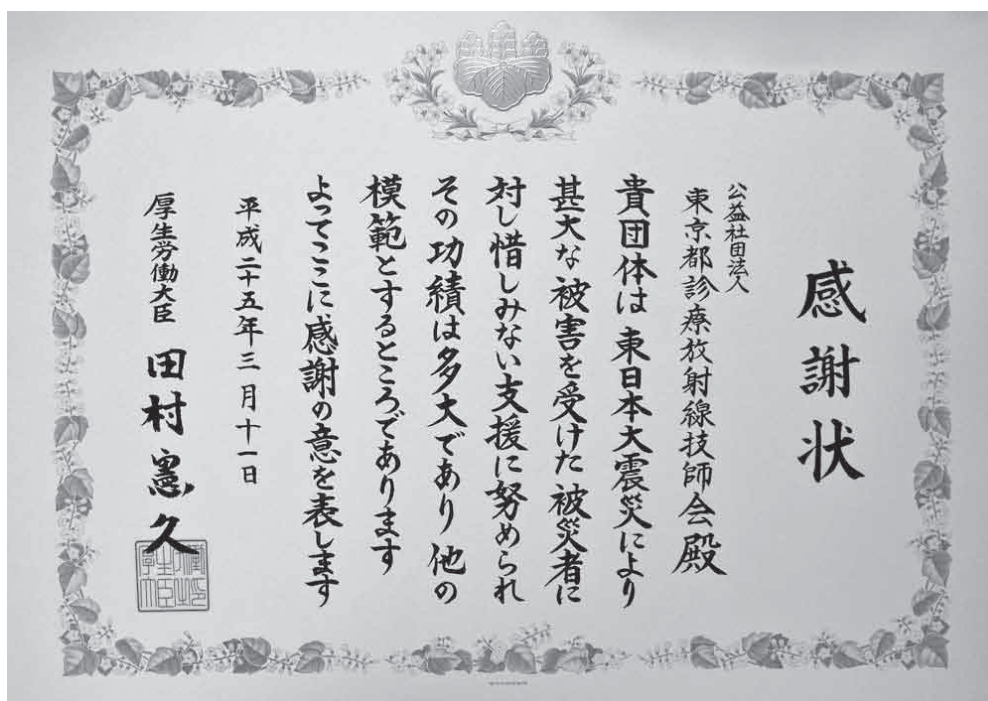 感謝状
公益社団法人
東京都診療放射線技師会殿
貴団体は東日本大震災により
甚大な被害を受けた被災者に
対し惜しみない支援に努められ
その功績は多大であり他の
模範とするところであります
よってここに感謝の意を表します
平成二十五年三月十一日
厚生労働大臣 田村憲久